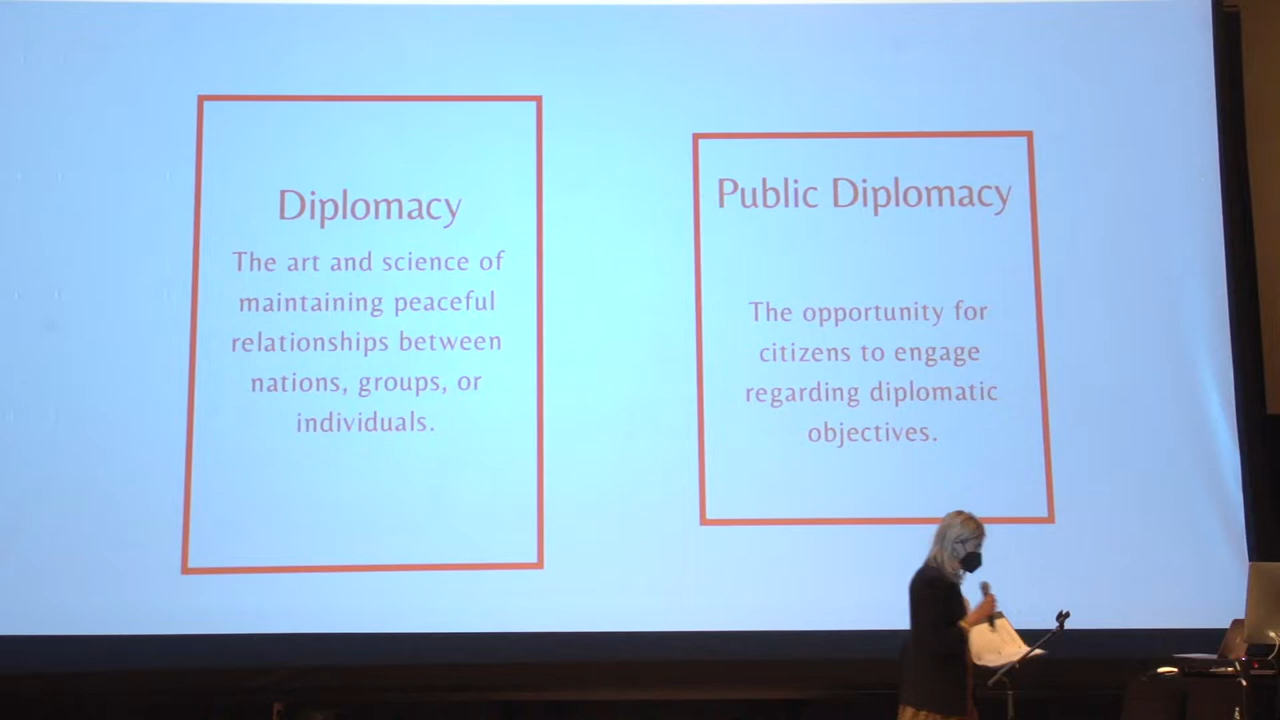 Diplomacy
The art and science of
maintaining peaceful
relationships between
nations, groups, or
individuals.
Public Diplomacy
The opportunity for
citizens to engage
regarding diplomatic
objectives.